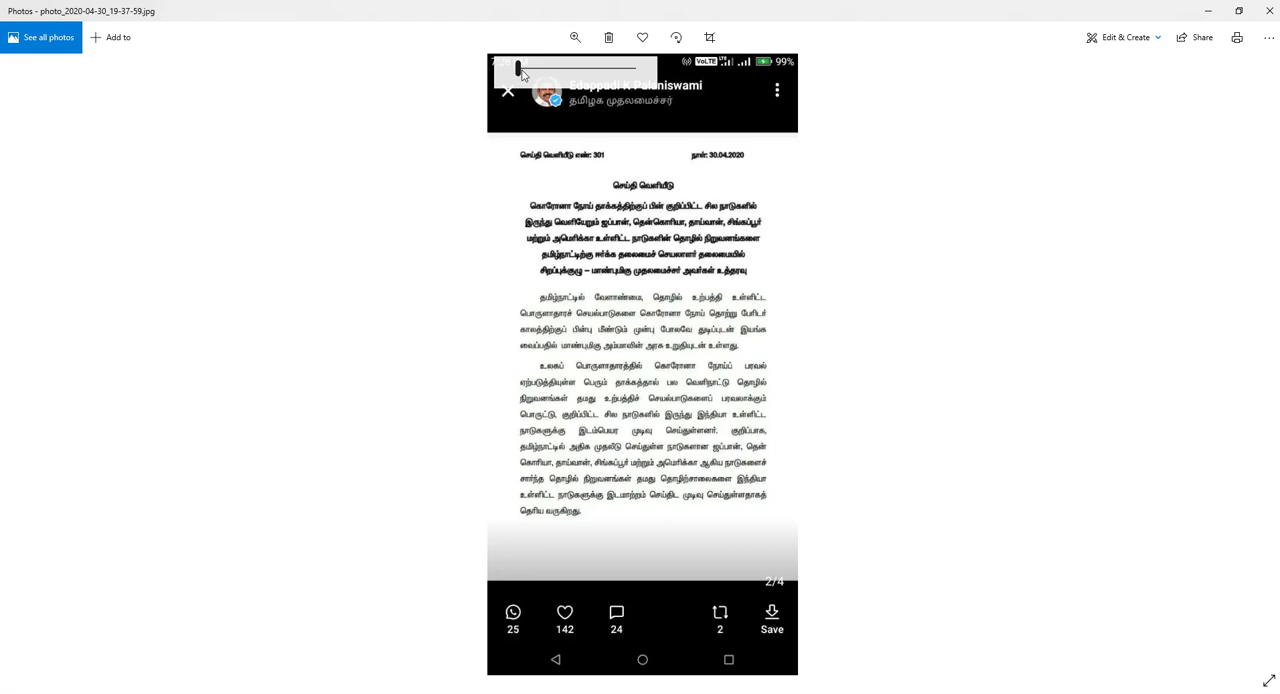 Photos - photo_2020-04-30_19-37-59.jpg
See all photos
Add to
Edit & Create
Share
VoLTE LTE 99%
Edappadi K Palaniswami
தமிழக முதலமைச்சர்
செய்தி வெளியீடு எண்: 301 நாள்: 30.04.2020
செய்தி வெளியீடு
கொரோனா நோய் தாக்கத்திற்குப் பின் குறிப்பிட்ட சில நாடுகளில்
இருந்து வெளியேறும் ஜப்பான், தென்கொரியா, தாய்வான், சிங்கப்பூர்
மற்றும் அமெரிக்கா உள்ளிட்ட நாடுகளின் தொழில் நிறுவனங்களை
தமிழ்நாட்டிற்கு ஈர்க்க தலைமைச் செயலாளர் தலைமையில்
சிறப்புக்குழு – மாண்புமிகு முதலமைச்சர் அவர்கள் உத்தரவு
தமிழ்நாட்டில் வேளாண்மை, தொழில் உற்பத்தி உள்ளிட்ட
பொருளாதாரச் செயல்பாடுகளை கொரோனா நோய் தொற்று பேரிடர்
காலத்திற்குப் பின்பு மீண்டும் முன்பு போலவே துடிப்புடன் இயங்க
வைப்பதில் மாண்புமிகு அம்மாவின் அரசு உறுதியுடன் உள்ளது.
உலகப் பொருளாதாரத்தில் கொரோனா நோய்ப் பரவல்
ஏற்படுத்தியுள்ள பெரும் தாக்கத்தால் பல வெளிநாட்டு தொழில்
நிறுவனங்கள் தமது உற்பத்திச் செயல்பாடுகளைப் பரவலாக்கும்
பொருட்டு, குறிப்பிட்ட சில நாடுகளில் இருந்து இந்தியா உள்ளிட்ட
நாடுகளுக்கு இடம்பெயர முடிவு செய்துள்ளனர். குறிப்பாக,
தமிழ்நாட்டில் அதிக முதலீடு செய்துள்ள நாடுகளான ஜப்பான், தென்
கொரியா, தாய்வான், சிங்கப்பூர் மற்றும் அமெரிக்கா ஆகிய நாடுகளைச்
சார்ந்த தொழில் நிறுவனங்கள் தமது தொழிற்சாலைகளை இந்தியா
உள்ளிட்ட நாடுகளுக்கு இடமாற்றம் செய்திட முடிவு செய்துள்ளதாகத்
தெரிய வருகிறது.
2/4
25 142 24 2 Save